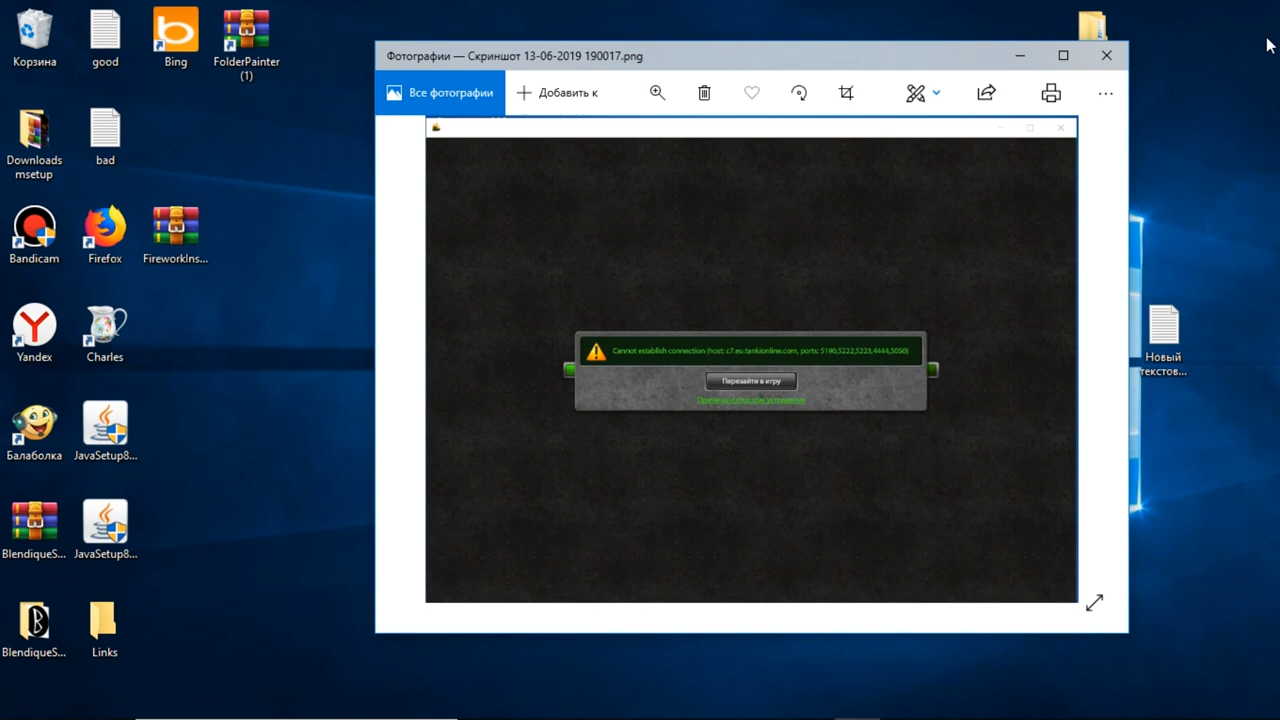 Корзина
good
Bing
FolderPainter
(1)
Downloads
msetup
bad
Bandicam
Firefox
FireworkIns...
Yandex
Charles
Балаболка
JavaSetup8...
BlendiqueS...
JavaSetup8...
BlendiqueS...
Links
Фотографии — Скриншот 13-06-2019 190017.png
Все фотографии
Добавить к
Cannot establish connection (host: c7.eu.tankionline.com, ports: 5190,5222,5223,4444,5050)
Перезайти в игру
Новый
текстов...